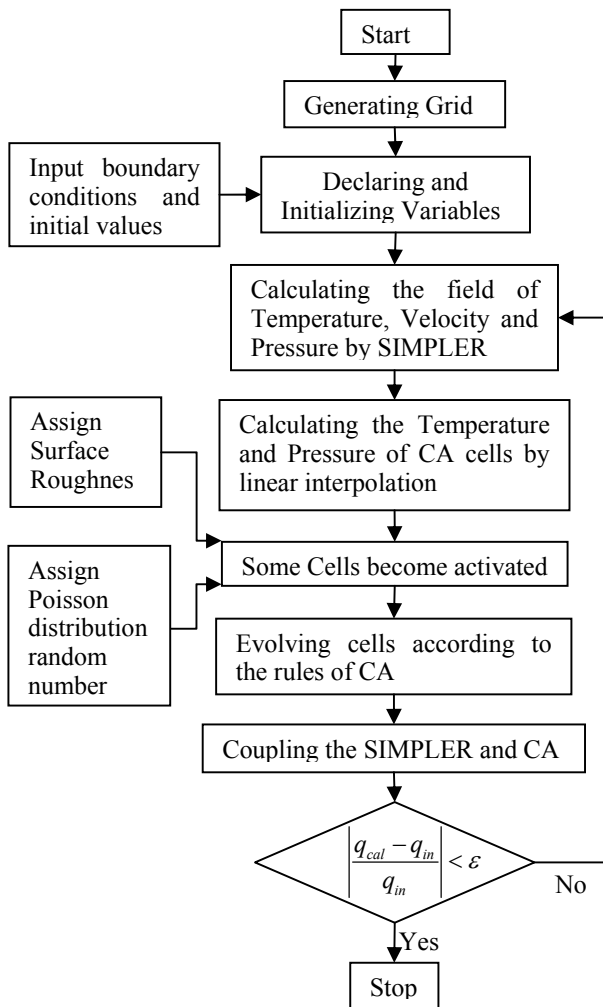 Start
Generating Grid
Input boundary
conditions and
initial values
Declaring and
Initializing Variables
Calculating the field of
Temperature, Velocity and
Pressure by SIMPLER
Assign
Surface
Roughnes
Calculating the Temperature
and Pressure of CA cells by
linear interpolation
Assign
Poisson
distribution
random
number
Some Cells become activated
Evolving cells according to
the rules of CA
Coupling the SIMPLER and CA
|(q_cal − q_in)/q_in| < ε
No
Yes
Stop